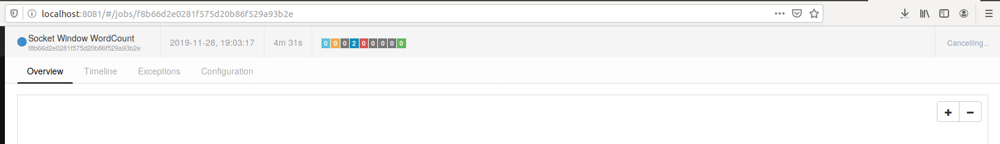 localhost:8081/#/jobs/f8b66d2e0281f575d20b86f529a93b2e
Socket Window WordCount
f8b66d2e0281f575d20b86f529a93b2e
2019-11-28, 19:03:17
4m 31s
0 0 0 2 0 0 0 0 0
Cancelling...
Overview Timeline Exceptions Configuration